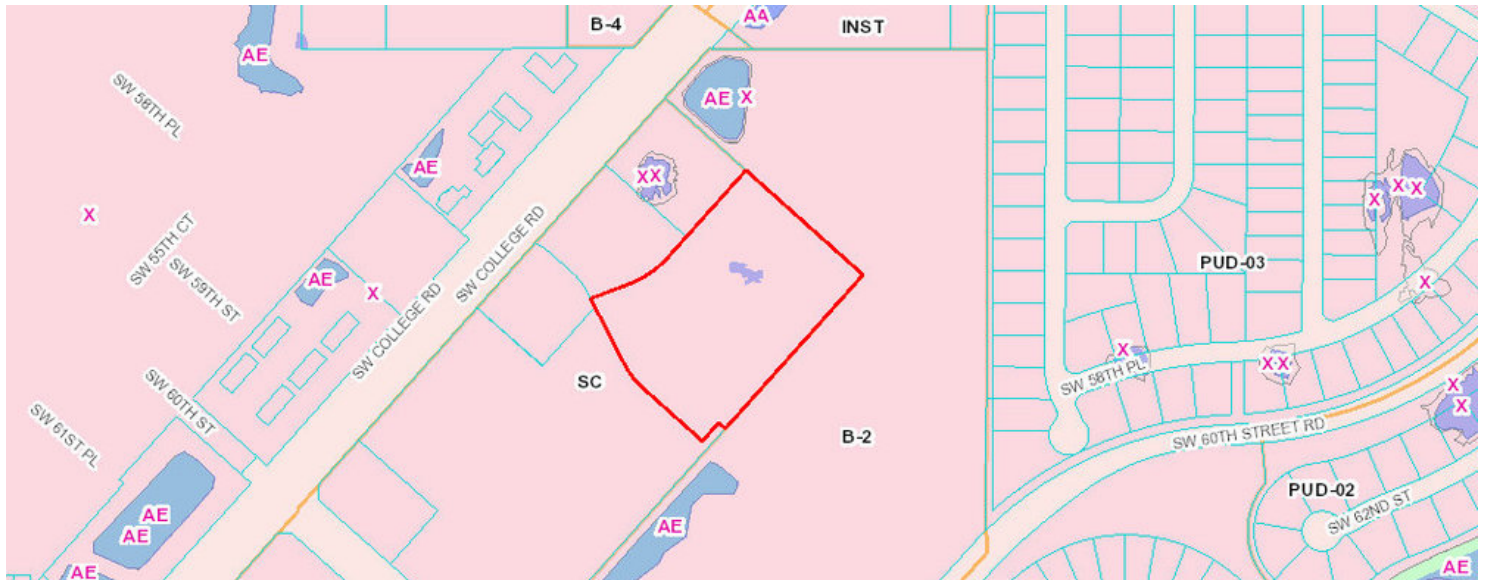 AA
B-4
INST
AE
AE X
SW 58TH PL
AE
XX
X
X
X
X
X
SW 55TH CT
SW COLLEGE RD
SW 59TH ST
AE
X
PUD-03
X
SW COLLEGE RD
X
SW 58TH PL
XX
SC
X
X
SW 60TH ST
SW 61ST PL
B-2
SW 60TH STREET RD
PUD-02
SW 62ND ST
AE
AE
AE
AE
AE